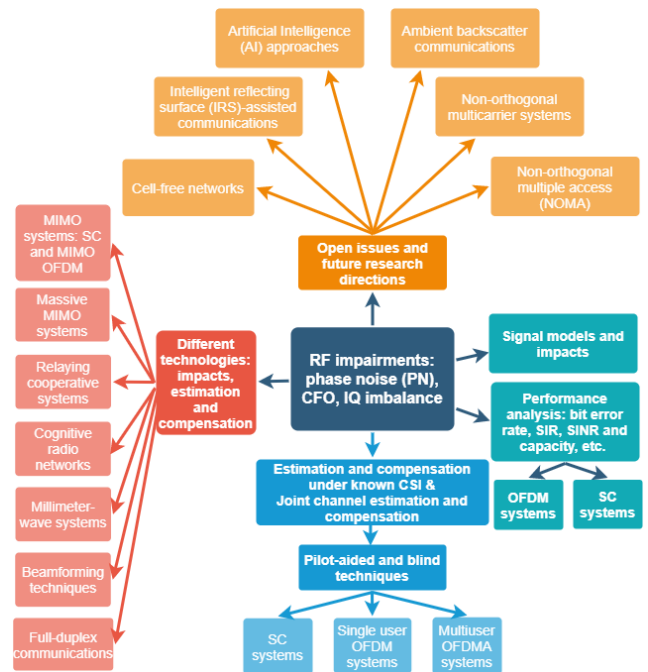 Artificial Intelligence
(AI) approaches
Ambient backscatter
communications
Intelligent reflecting
surface (IRS)-assisted
communications
Non-orthogonal
multicarrier systems
Cell-free networks
Non-orthogonal
multiple access
(NOMA)
Open issues and
future research
directions
MIMO
systems: SC
and MIMO
OFDM
Massive
MIMO
systems
Relaying
cooperative
systems
Cognitive
radio
networks
Millimeter-
wave systems
Beamforming
techniques
Full-duplex
communications
Different
technologies:
impacts,
estimation
and
compensation
RF impairments:
phase noise (PN),
CFO, IQ imbalance
Signal models and
impacts
Performance
analysis: bit error
rate, SIR, SINR and
capacity, etc.
OFDM
systems
SC
systems
Estimation and compensation
under known CSI &
Joint channel estimation and
compensation
Pilot-aided and blind
techniques
SC
systems
Single user
OFDM
systems
Multiuser
OFDMA
systems